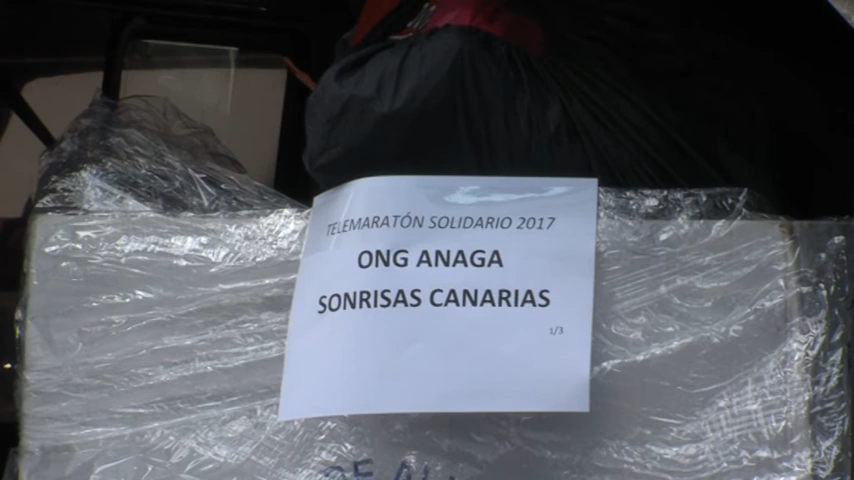 TELEMARATÓN SOLIDARIO 2017
ONG ANAGA
SONRISAS CANARIAS
1/3